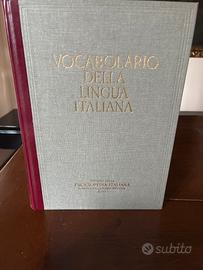 VOCABOLARIO
DELLA
LINGUA
ITALIANA
ENCICLOPEDIA ITALIANA
subito